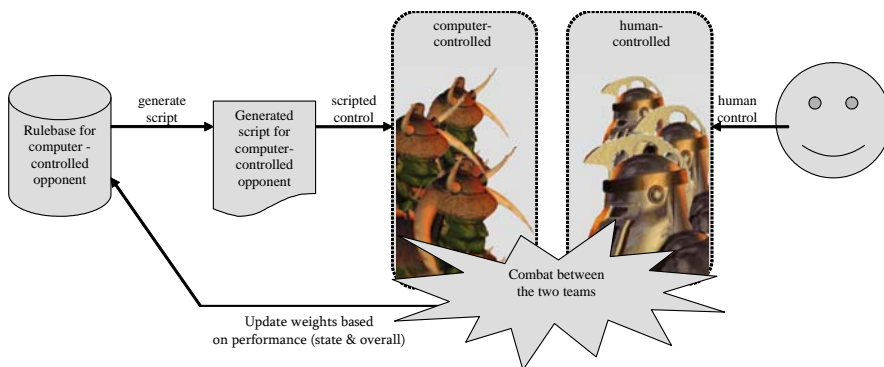 computer-
controlled
human-
controlled
generate
script
scripted
control
human
control
Rulebase for
computer -
controlled
opponent
Generated
script for
computer-
controlled
opponent
Combat between
the two teams
Update weights based
on performance (state & overall)